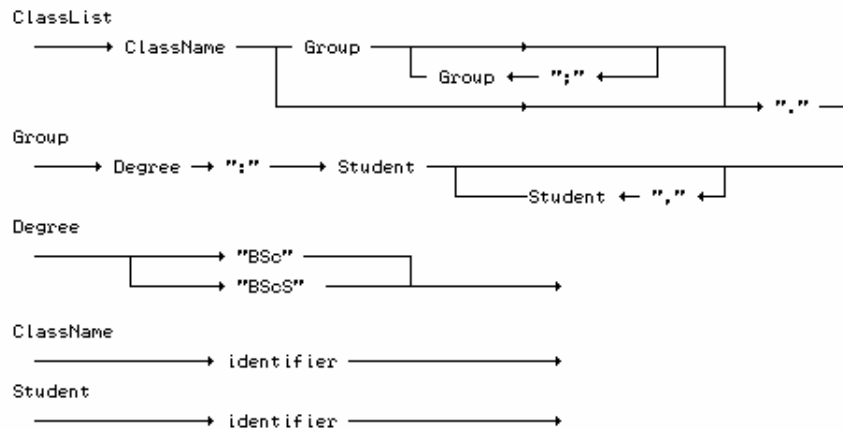 ClassList
ClassName Group
Group ";"
"."
Group
Degree ":" Student
Student ","
Degree
"BSc"
"BScS"
ClassName
identifier
Student
identifier